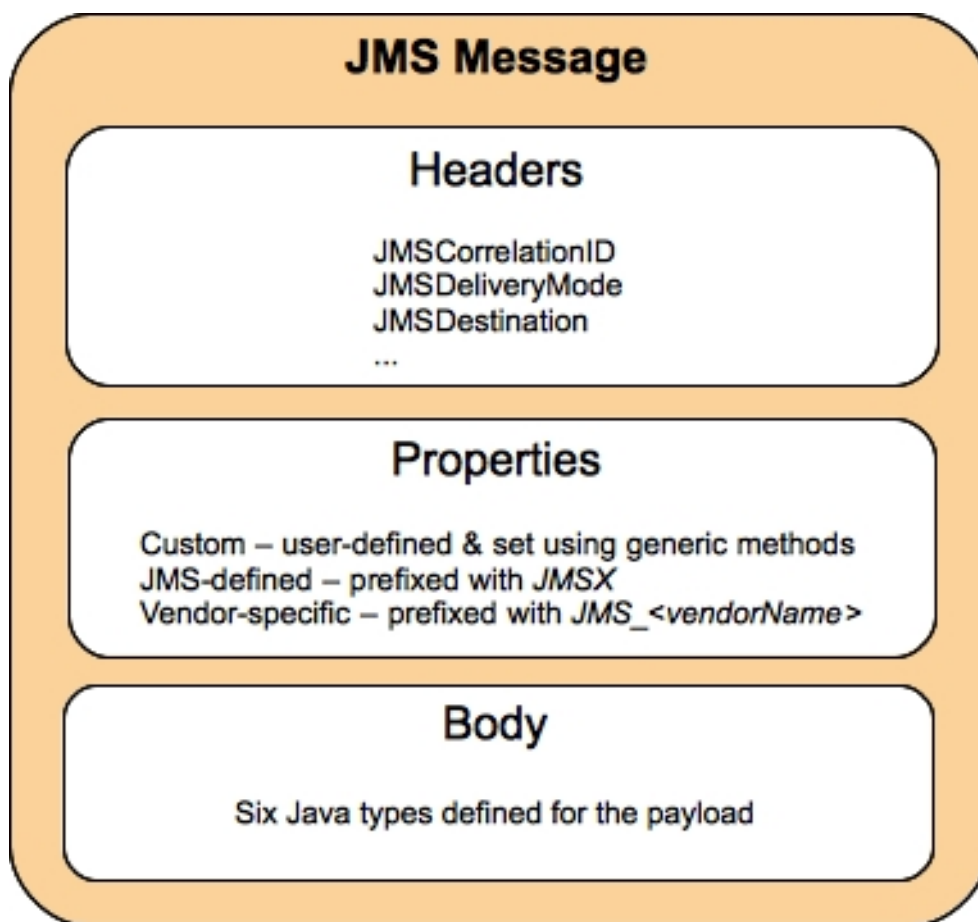 JMS Message
Headers
JMSCorrelationID
JMSDeliveryMode
JMSDestination
...
Properties
Custom – user-defined & set using generic methods
JMS-defined – prefixed with JMSX
Vendor-specific – prefixed with JMS_<vendorName>
Body
Six Java types defined for the payload